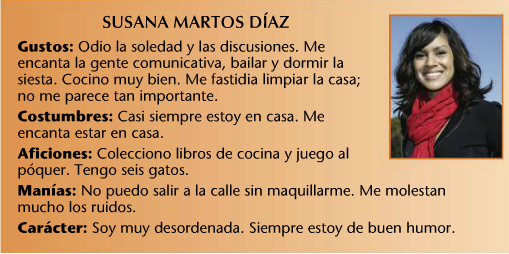 SUSANA MARTOS DÍAZ
Gustos: Odio la soledad y las discusiones. Me
encanta la gente comunicativa, bailar y dormir la
siesta. Cocino muy bien. Me fastidia limpiar la casa;
no me parece tan importante.
Costumbres: Casi siempre estoy en casa. Me
encanta estar en casa.
Aficiones: Colecciono libros de cocina y juego al
póquer. Tengo seis gatos.
Manías: No puedo salir a la calle sin maquillarme. Me molestan
mucho los ruidos.
Carácter: Soy muy desordenada. Siempre estoy de buen humor.